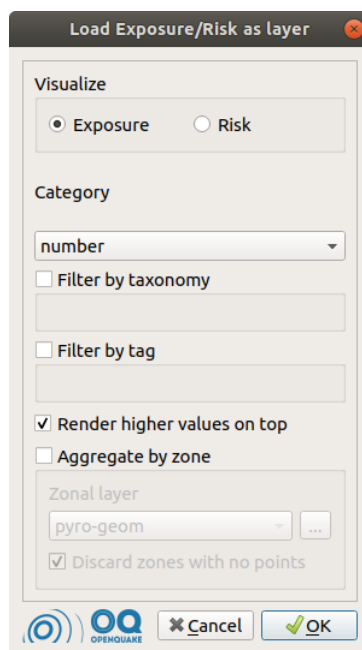 Load Exposure/Risk as layer
Visualize
Exposure Risk
Category
number
Filter by taxonomy
Filter by tag
Render higher values on top
Aggregate by zone
Zonal layer
pyro-geom ...
Discard zones with no points
OQ
OPENQUAKE
Cancel OK